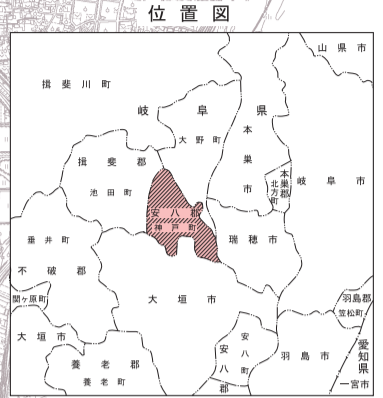 位置図
山県市
揖斐川町
岐阜県
大野町
本巣市
揖斐郡
池田町
本巣郡
北方町
岐阜市
安八郡
神戸町
垂井町
不破郡
瑞穂市
関ヶ原町
大垣市
羽島郡
笠松町
大垣市
養老郡
養老町
安八郡
安八町
羽島市
愛知県
一宮市